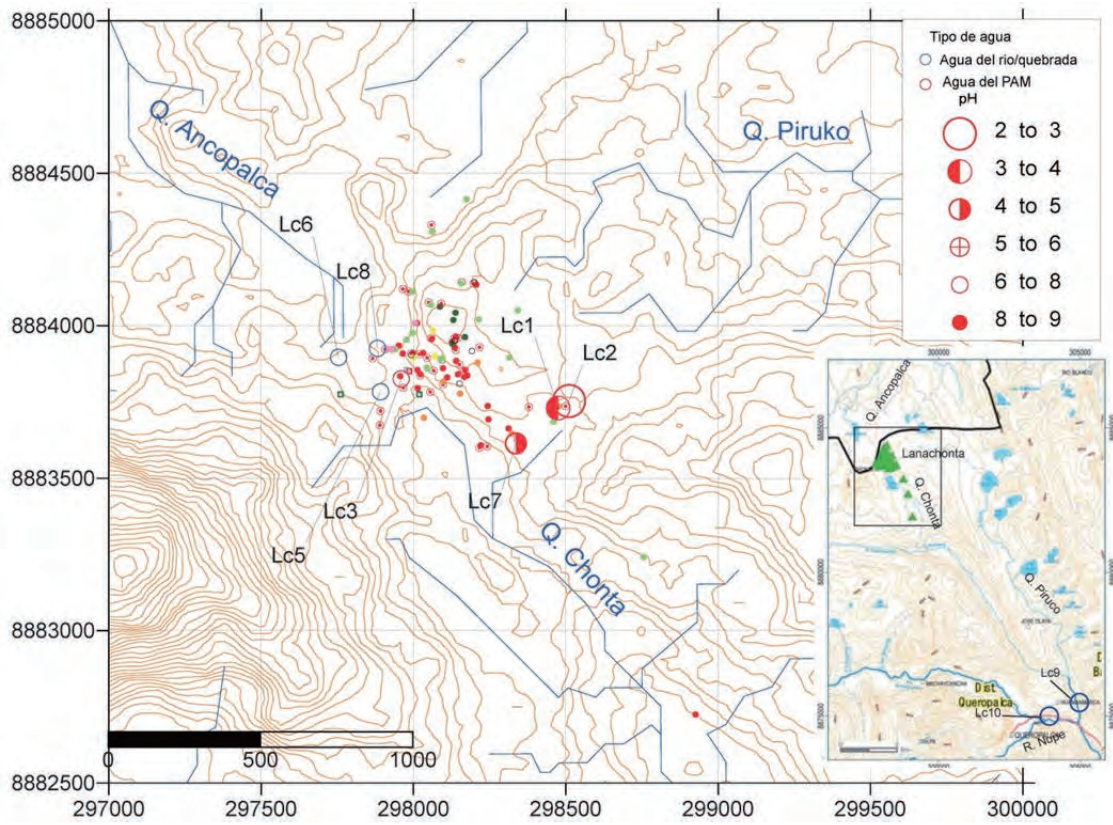 8885000
8884500
8884000
8883500
8883000
8882500
297000
297500
298000
298500
299000
299500
300000
0
500
1000
Q. Ancopalca
Q. Piruko
Q. Chonta
Lc6
Lc8
Lc1
Lc2
Lc3
Lc5
Lc7
Tipo de agua
Agua del rio/quebrada
Agua del PAM
pH
2 to 3
3 to 4
4 to 5
5 to 6
6 to 8
8 to 9
300000
305000
Q. Ancopalca
8885000
Lanachonta
Q. Chonta
8880000
Q. Piruco
Lc9
Dist
Queropalca
Lc10
8875000
R. Nupe